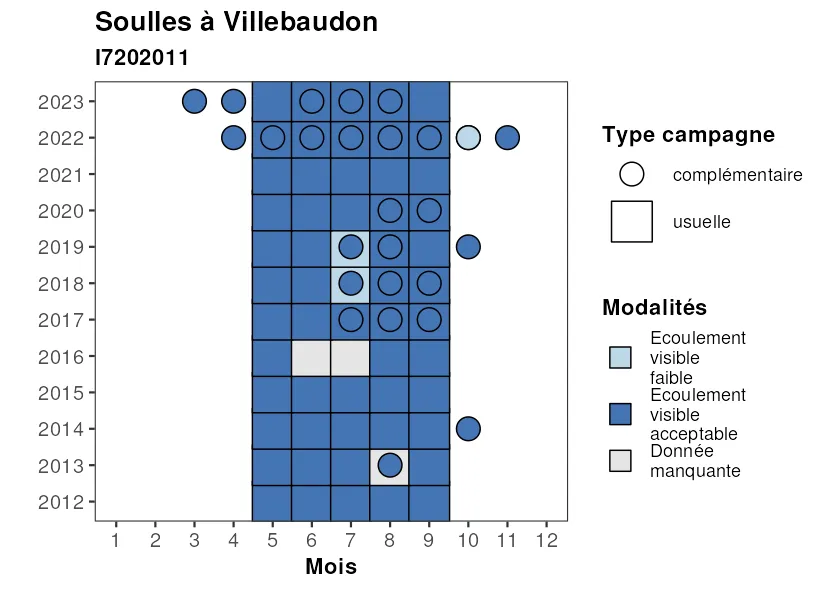 Soulles à Villebaudon
I7202011
2023
2022
2021
2020
2019
2018
2017
2016
2015
2014
2013
2012
1 2 3 4 5 6 7 8 9 10 11 12
Mois
Type campagne
complémentaire
usuelle
Modalités
Ecoulement
visible
faible
Ecoulement
visible
acceptable
Donnée
manquante